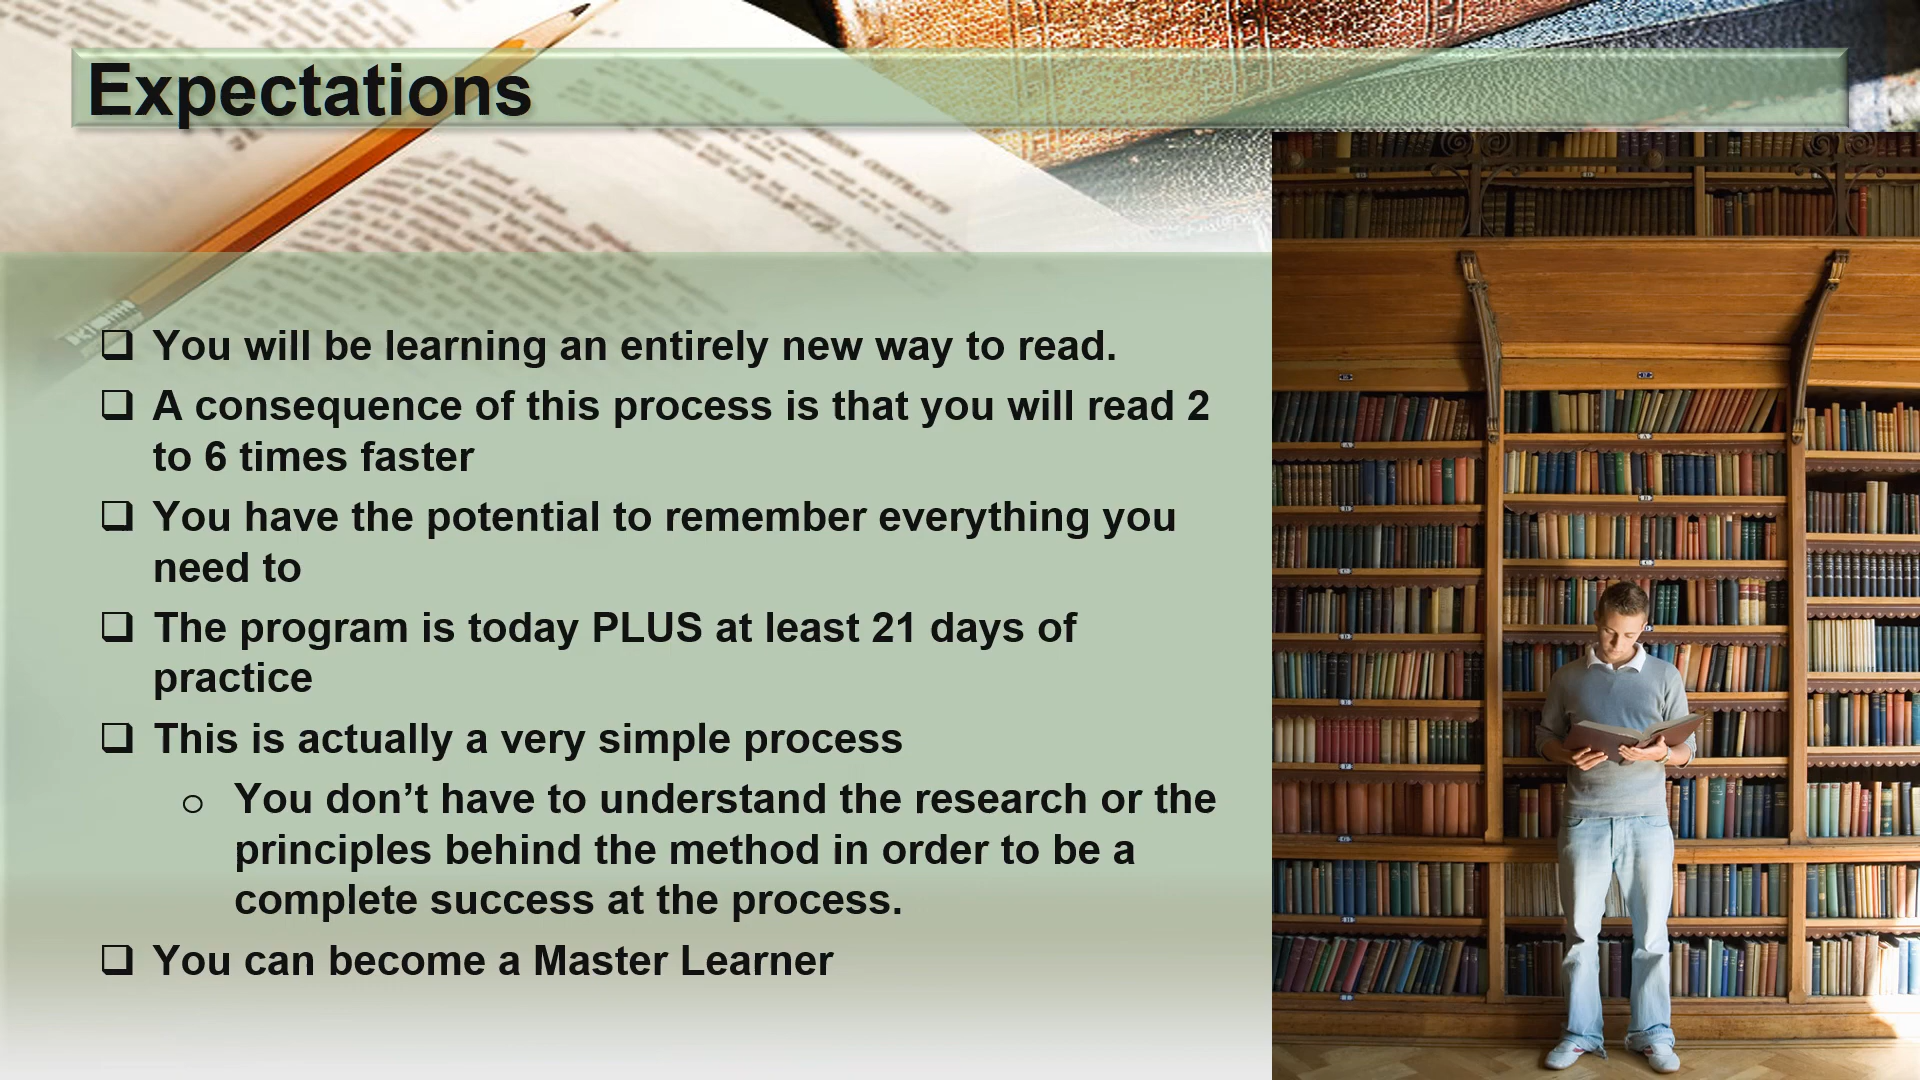 Expectations
❑ You will be learning an entirely new way to read.
❑ A consequence of this process is that you will read 2
to 6 times faster
❑ You have the potential to remember everything you
need to
❑ The program is today PLUS at least 21 days of
practice
❑ This is actually a very simple process
o You don’t have to understand the research or the
principles behind the method in order to be a
complete success at the process.
❑ You can become a Master Learner